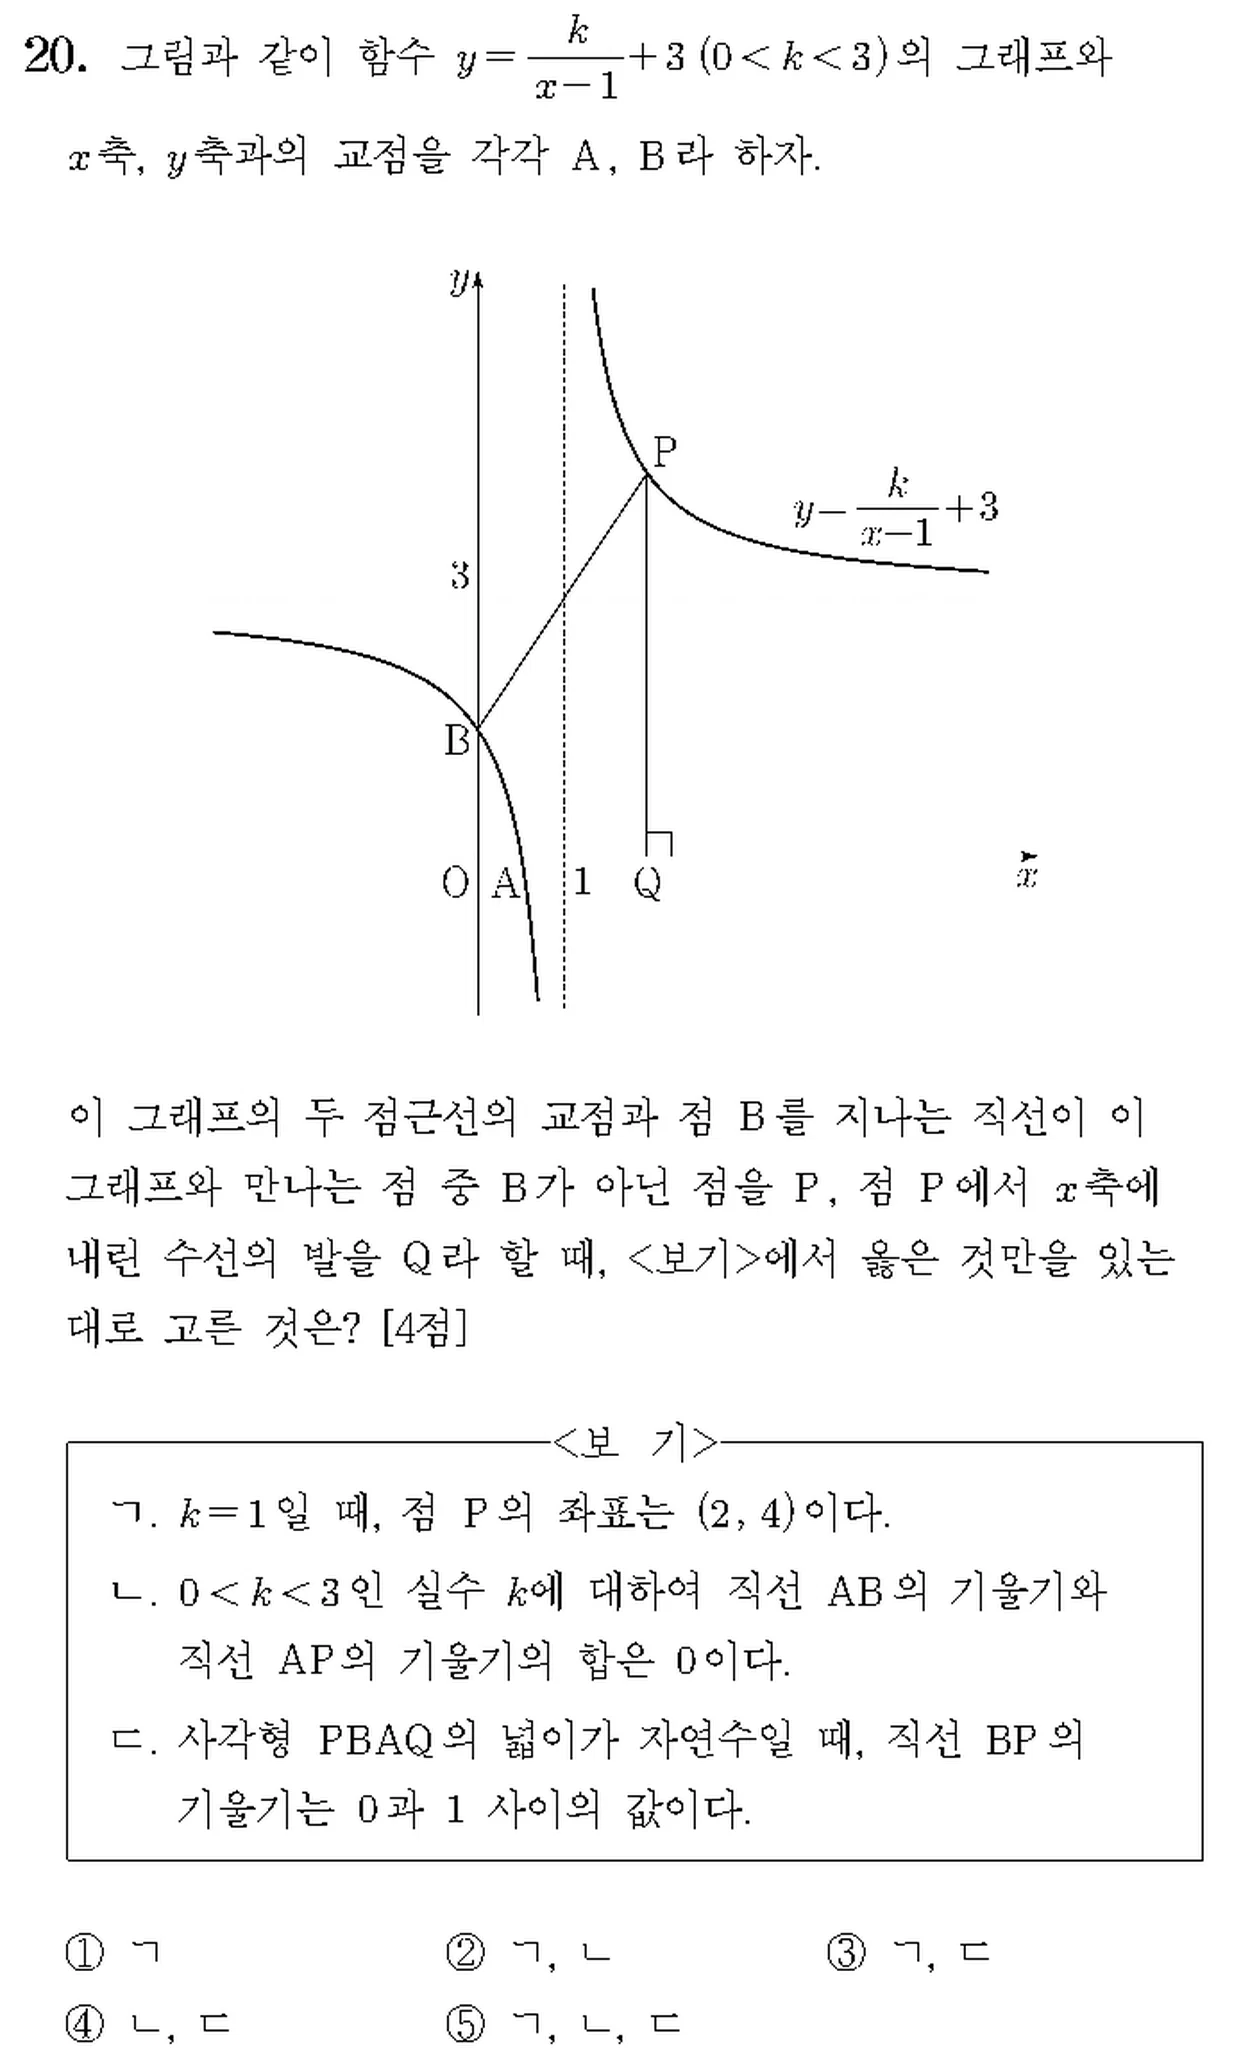 20. 그림과 같이 함수 y = k/(x-1) + 3 (0 < k < 3)의 그래프와
x축, y축과의 교점을 각각 A, B라 하자.
y
P
y - k/(x-1) + 3
3
B
O A 1 Q x
이 그래프의 두 점근선의 교점과 점 B를 지나는 직선이 이
그래프와 만나는 점 중 B가 아닌 점을 P, 점 P에서 x축에
내린 수선의 발을 Q라 할 때, <보기>에서 옳은 것만을 있는
대로 고른 것은? [4점]
<보 기>
ㄱ. k=1일 때, 점 P의 좌표는 (2, 4)이다.
ㄴ. 0 < k < 3인 실수 k에 대하여 직선 AB의 기울기와
직선 AP의 기울기의 합은 0이다.
ㄷ. 사각형 PBAQ의 넓이가 자연수일 때, 직선 BP의
기울기는 0과 1 사이의 값이다.
① ㄱ ② ㄱ, ㄴ ③ ㄱ, ㄷ
④ ㄴ, ㄷ ⑤ ㄱ, ㄴ, ㄷ